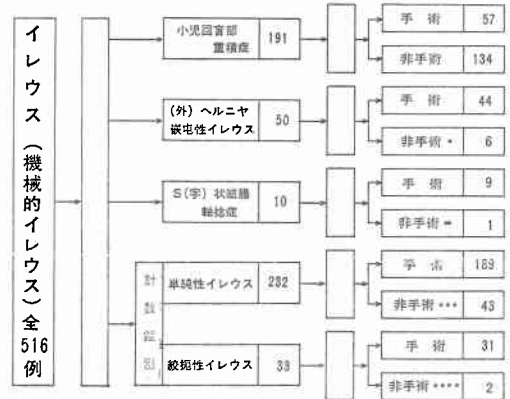 イレウス（機械的イレウス）全516例
小児回盲部
重積症
191
手術
57
非手術
134
(外)ヘルニヤ
嵌屯性イレウス
50
手術
44
非手術*
6
S(字)状結腸
軸捻症
10
手術
9
非手術**
1
計数鑑別
単純性イレウス
232
手術
189
非手術***
43
絞扼性イレウス
33
手術
31
非手術****
2